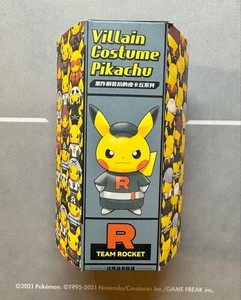 Villain
Costume
Pikachu
R
R
TEAM ROCKET
©2021 Pokémon. ©1995-2021 Nintendo/Creatures Inc./GAME FREAK inc.